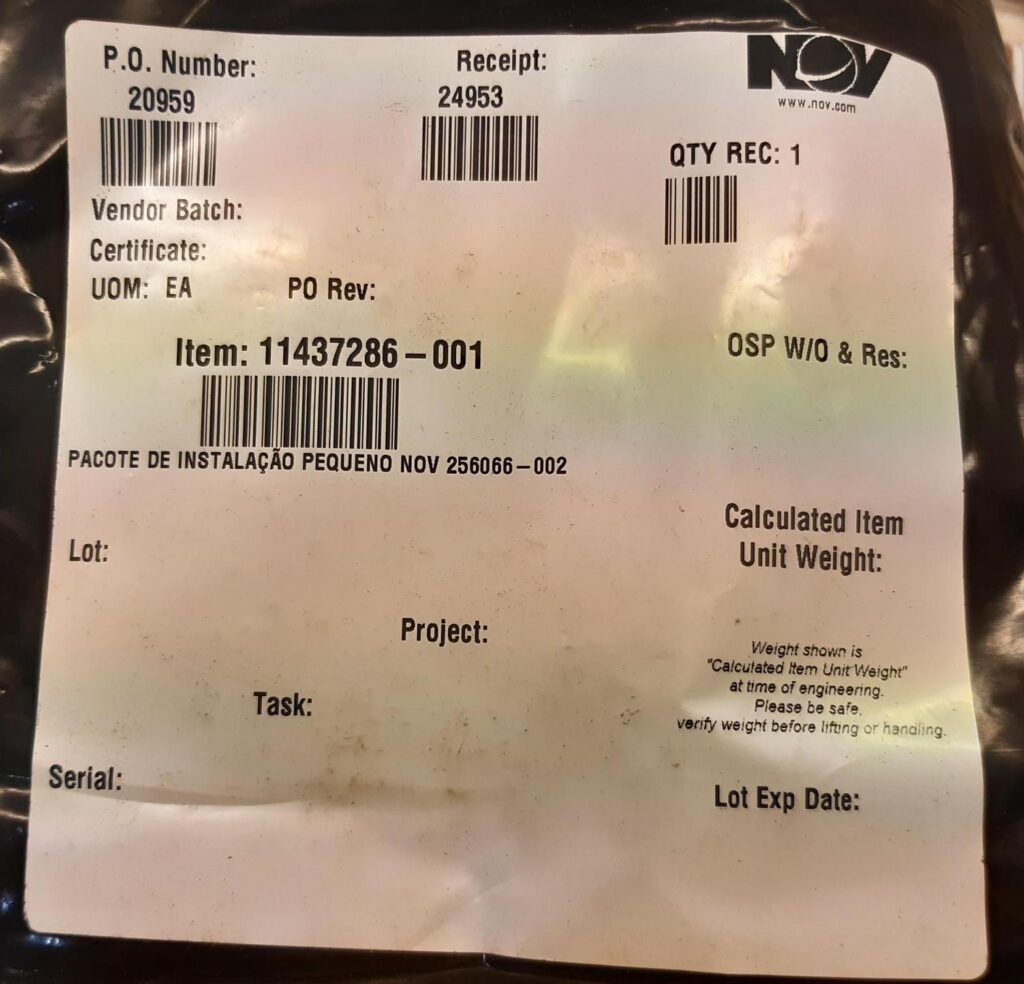 P.O. Number:
20959
Receipt:
24953
NOV
www.nov.com
QTY REC: 1
Vendor Batch:
Certificate:
UOM: EA
PO Rev:
Item: 11437286-001
OSP W/O & Res:
PACOTE DE INSTALAÇÃO PEQUENO NOV 256066-002
Calculated Item
Unit Weight:
Lot:
Project:
Weight shown is
"Calculated Item Unit Weight"
at time of engineering.
Please be safe,
verify weight before lifting or handling.
Task:
Serial:
Lot Exp Date: